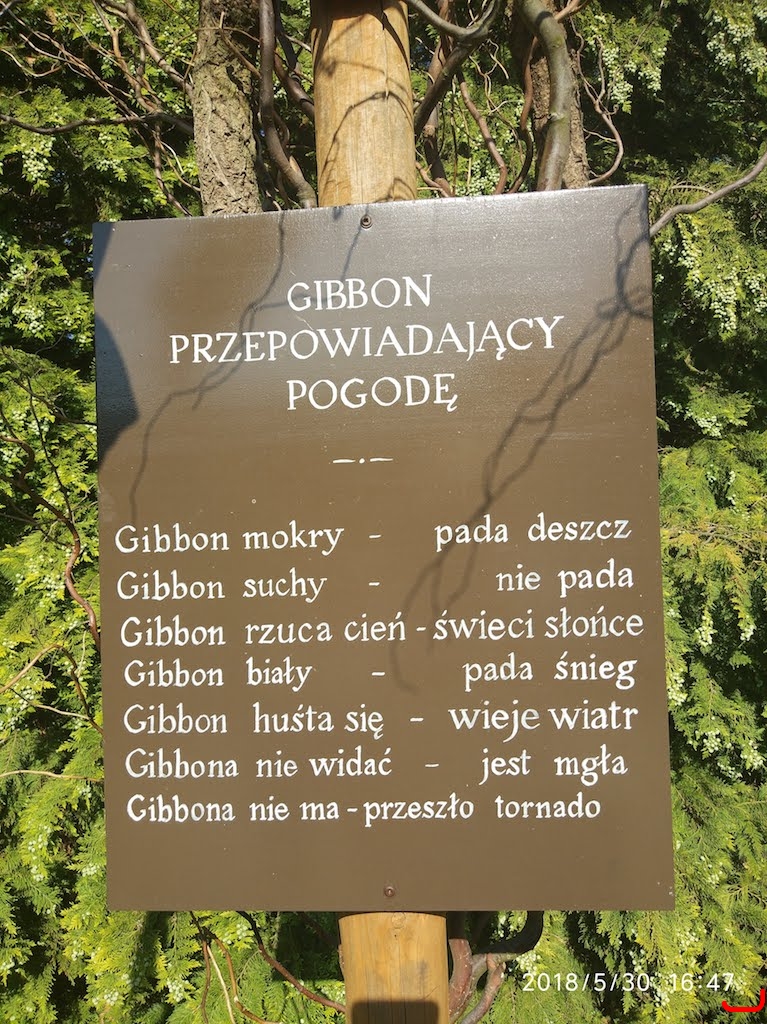 GIBBON
PRZEPOWIADAJĄCY
POGODĘ
—·—
Gibbon mokry - pada deszcz
Gibbon suchy - nie pada
Gibbon rzuca cień - świeci słońce
Gibbon biały - pada śnieg
Gibbon huśta się - wieje wiatr
Gibbona nie widać - jest mgła
Gibbona nie ma - przeszło tornado
2018/5/30 16:47